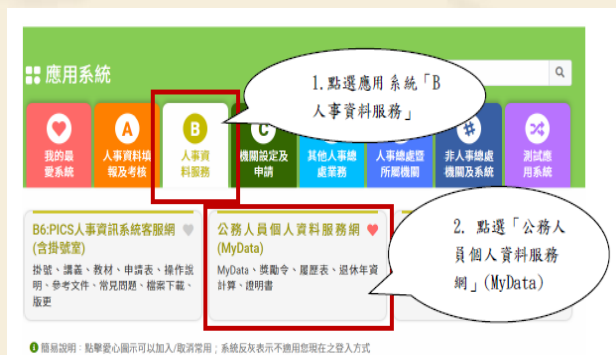 應用系統
1.點選應用系統「B
人事資料服務」
我的最
愛系統
A
人事資料填
報及考核
B
人事資
料服務
C
機關設定及
申請
其他人事總
處業務
人事總處暨
所屬機關
#
非人事總處
機關及系統
測試應
用系統
B6:PICS人事資訊系統客服網
(含掛號室)
掛號、講義、教材、申請表、操作說
明、參考文件、常見問題、檔案下載、
版更
公務人員個人資料服務網
(MyData)
MyData、獎勵令、履歷表、退休年資
計算、證明書
2. 點選「公務人
員個人資料服務
網」(MyData)
簡易說明：點擊愛心圖示可以加入/取消常用；系統反灰表示不適用您現在之登入方式